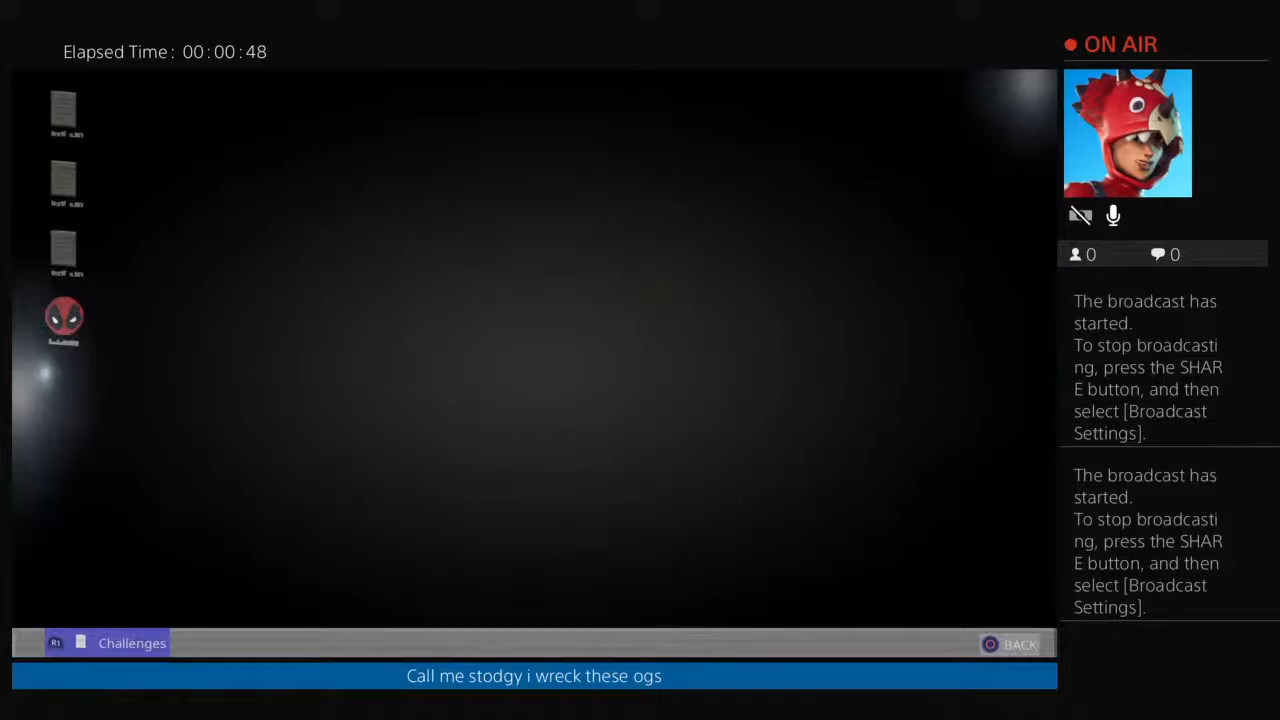 Elapsed Time: 00:00:48
ON AIR
0
0
The broadcast has
started.
To stop broadcasti
ng, press the SHAR
E button, and then
select [Broadcast
Settings].
The broadcast has
started.
To stop broadcasti
ng, press the SHAR
E button, and then
select [Broadcast
Settings].
R1 Challenges
BACK
Call me stodgy i wreck these ogs